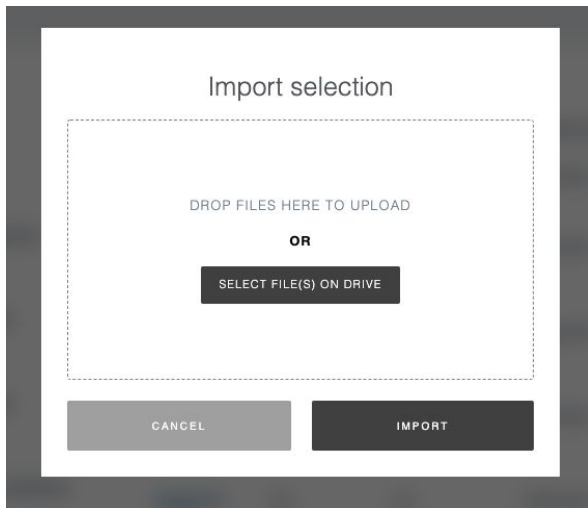 Import selection
DROP FILES HERE TO UPLOAD
OR
SELECT FILE(S) ON DRIVE
CANCEL
IMPORT